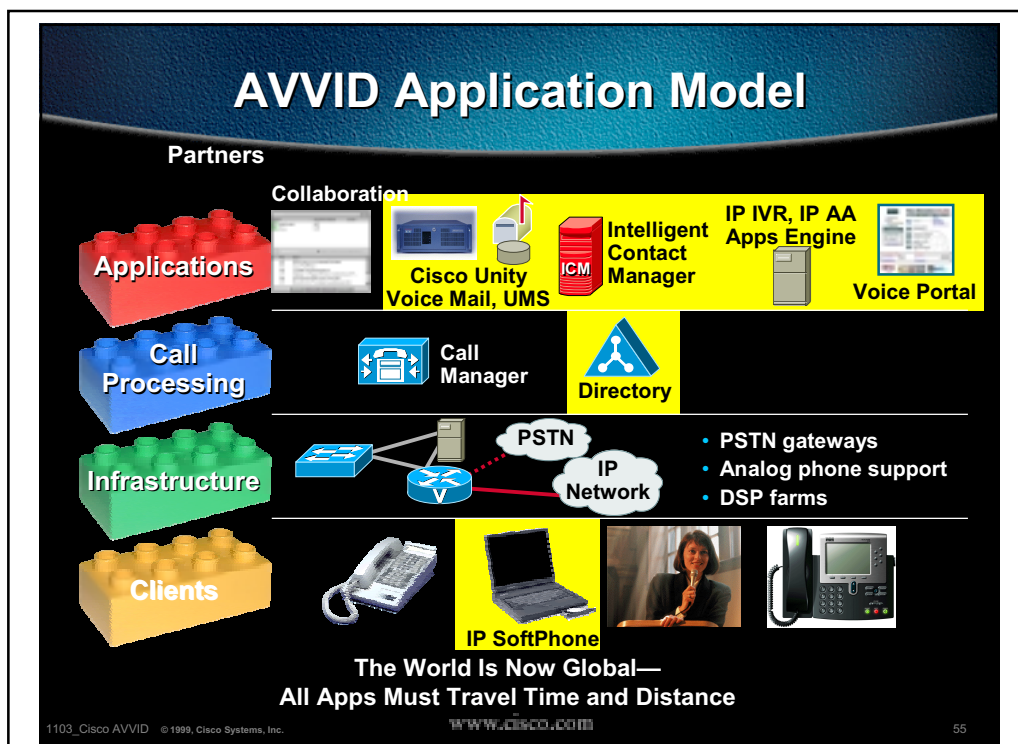 AVVID Application Model
Partners
Collaboration
Applications
Cisco Unity
Voice Mail, UMS
ICM
Intelligent
Contact
Manager
IP IVR, IP AA
Apps Engine
Voice Portal
Call
Processing
Call
Manager
Directory
Infrastructure
V
PSTN
IP
Network
• PSTN gateways
• Analog phone support
• DSP farms
Clients
IP SoftPhone
The World Is Now Global—
All Apps Must Travel Time and Distance
1103_Cisco AVVID © 1999, Cisco Systems, Inc.
www.cisco.com
55